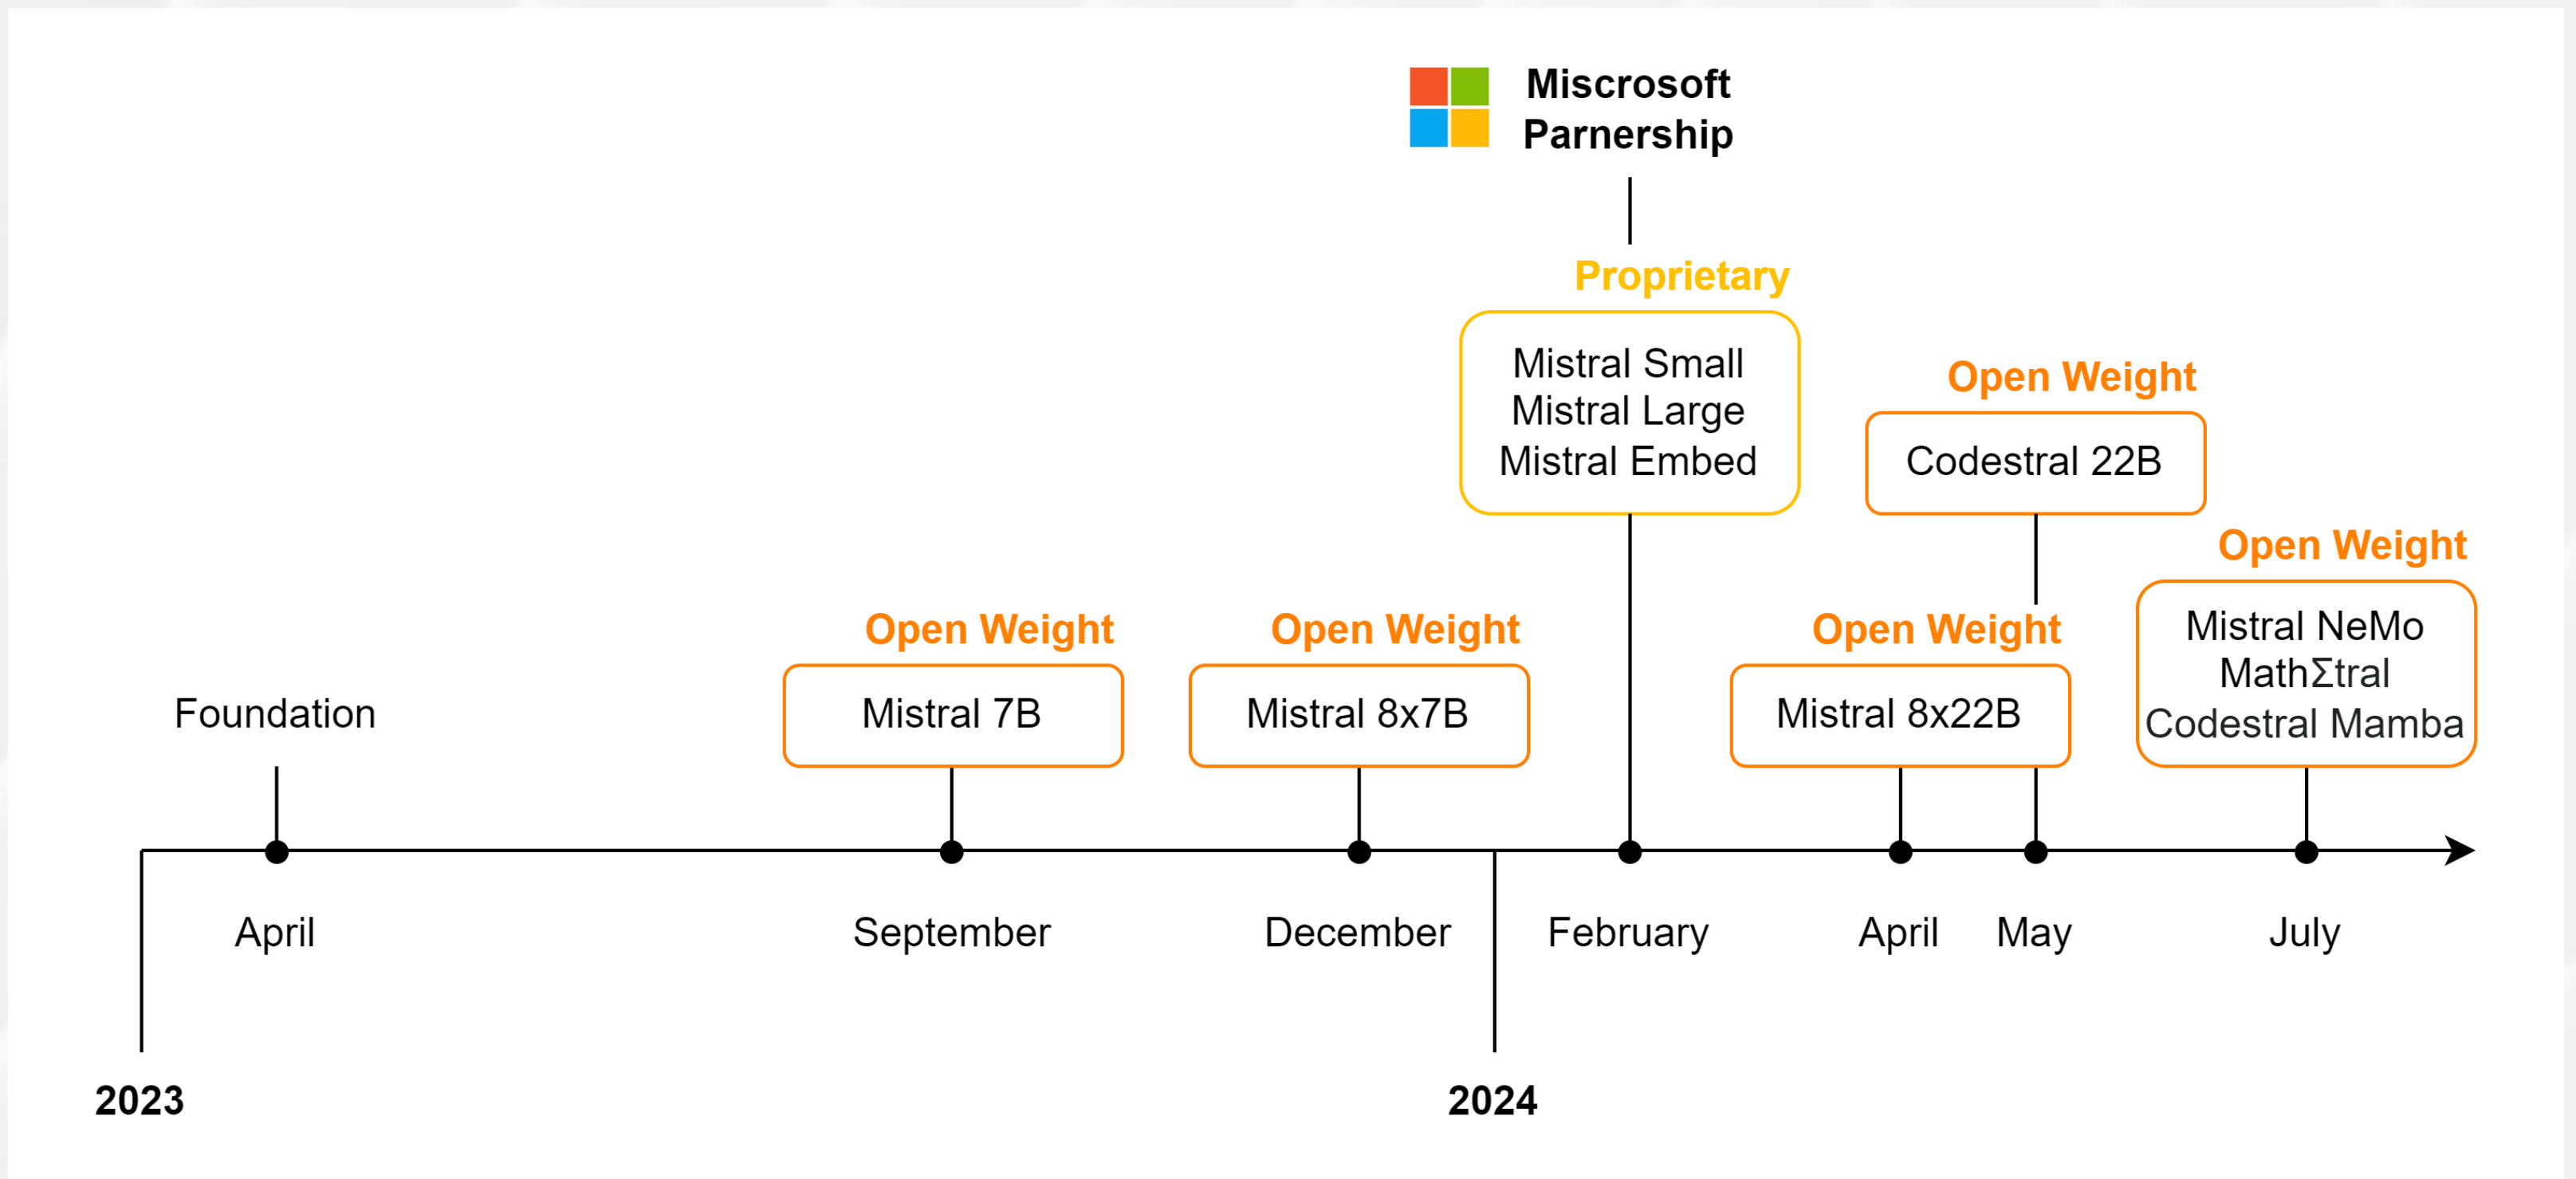 Miscrosoft
Parnership
Proprietary
Mistral Small
Mistral Large
Mistral Embed
Open Weight
Codestral 22B
Open Weight
Mistral NeMo
MathΣtral
Codestral Mamba
Open Weight
Mistral 7B
Open Weight
Mistral 8x7B
Open Weight
Mistral 8x22B
Foundation
April
September
December
February
April
May
July
2023
2024